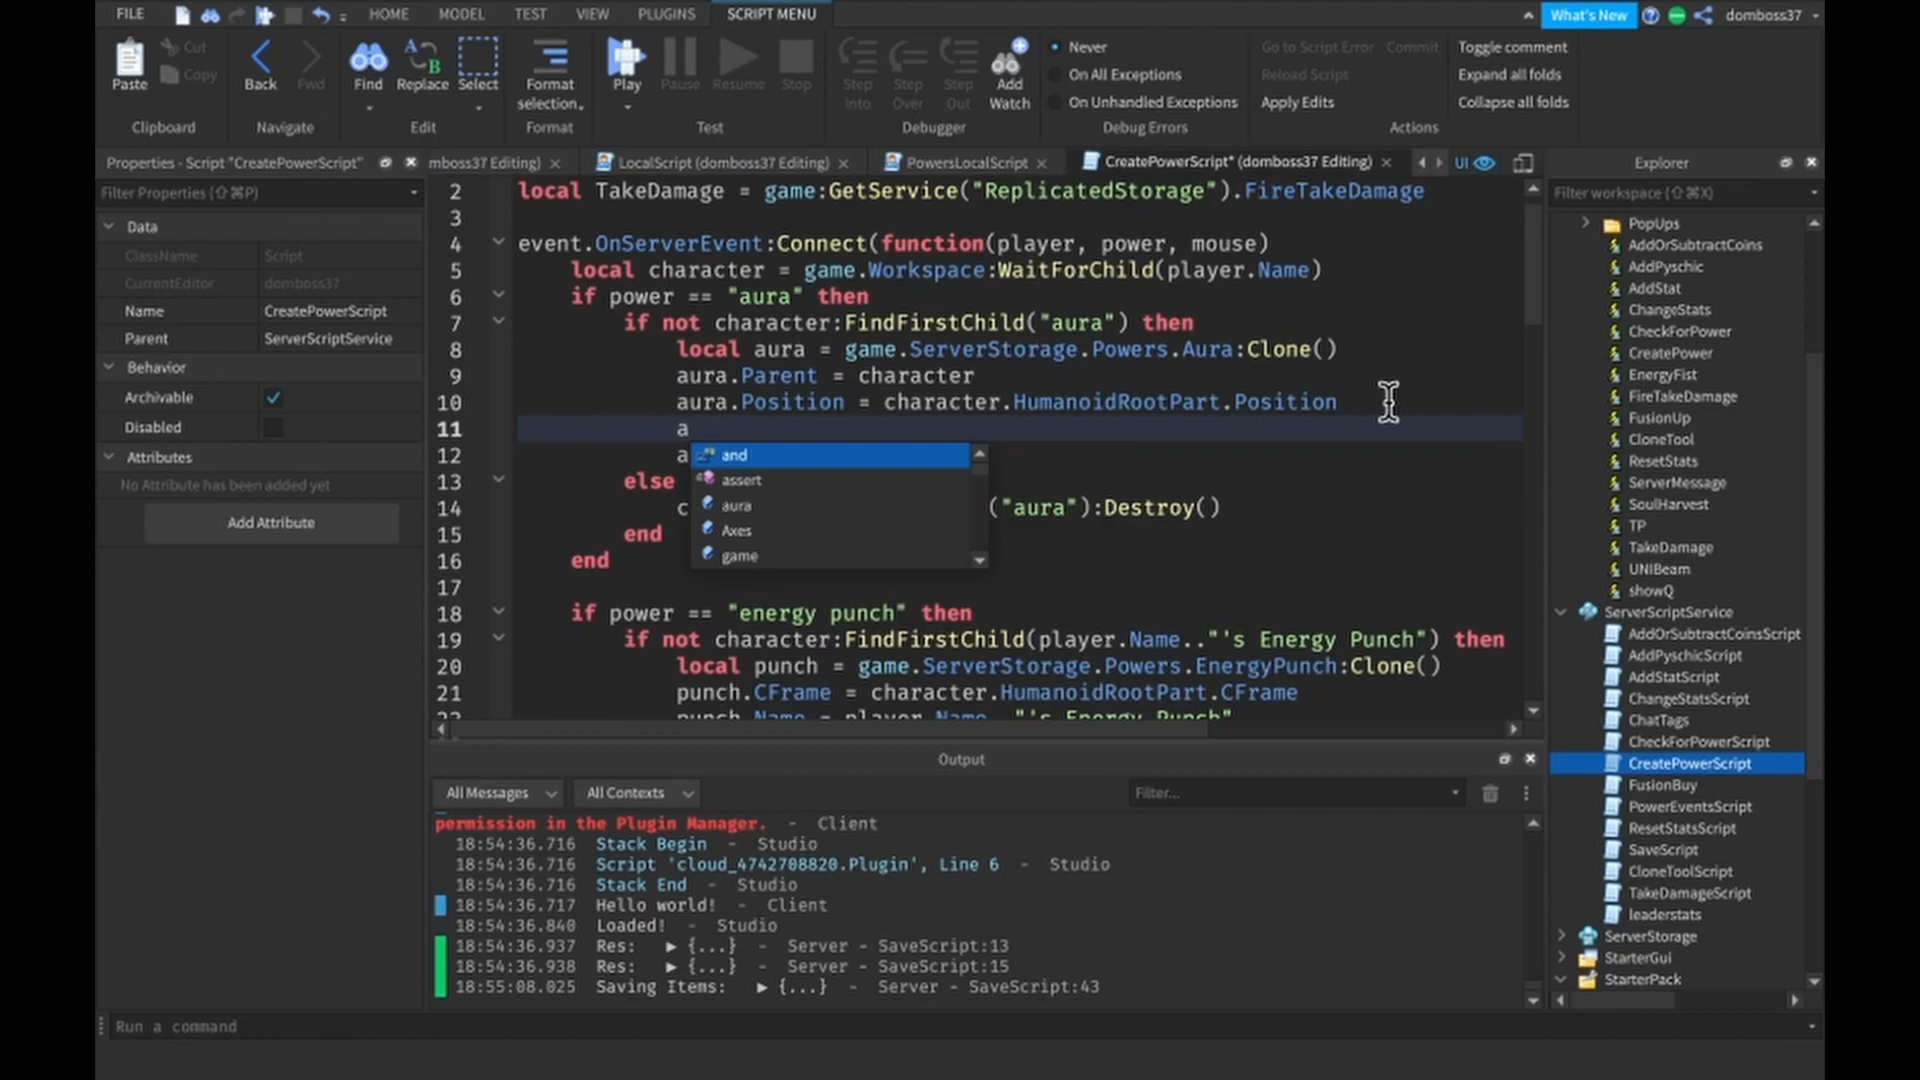 FILE HOME MODEL TEST VIEW PLUGINS SCRIPT MENU What's New domboss37
Paste Cut Copy
Clipboard
Back Fwd
Navigate
Find Replace Select
Edit
Format selection
Format
Play Pause Resume Stop
Test
Step Into Step Over Step Out Add Watch
Debugger
Never
On All Exceptions
On Unhandled Exceptions
Debug Errors
Go to Script Error Commit
Reload Script
Apply Edits
Toggle comment
Expand all folds
Collapse all folds
Actions
Properties - Script "CreatePowerScript"
Filter Properties (⇧⌘P)
Data
ClassName Script
CurrentEditor domboss37
Name CreatePowerScript
Parent ServerScriptService
Behavior
Archivable
Disabled
Attributes
No Attribute has been added yet
Add Attribute
mboss37 Editing) LocalScript (domboss37 Editing) PowersLocalScript CreatePowerScript* (domboss37 Editing) UI
2 local TakeDamage = game:GetService("ReplicatedStorage").FireTakeDamage
3
4 event.OnServerEvent:Connect(function(player, power, mouse)
5 local character = game.Workspace:WaitForChild(player.Name)
6 if power == "aura" then
7 if not character:FindFirstChild("aura") then
8 local aura = game.ServerStorage.Powers.Aura:Clone()
9 aura.Parent = character
10 aura.Position = character.HumanoidRootPart.Position
11 a
12 a
13 else
14 c ("aura"):Destroy()
15 end
16 end
17
18 if power == "energy punch" then
19 if not character:FindFirstChild(player.Name.."'s Energy Punch") then
20 local punch = game.ServerStorage.Powers.EnergyPunch:Clone()
21 punch.CFrame = character.HumanoidRootPart.CFrame
22 punch.Name = player.Name.."'s Energy Punch"
and
assert
aura
Axes
game
Output
All Messages All Contexts Filter...
permission in the Plugin Manager. - Client
18:54:36.716 Stack Begin - Studio
18:54:36.716 Script 'cloud_4742708820.Plugin', Line 6 - Studio
18:54:36.716 Stack End - Studio
18:54:36.717 Hello world! - Client
18:54:36.840 Loaded! - Studio
18:54:36.937 Res: ▶ {...} - Server - SaveScript:13
18:54:36.938 Res: ▶ {...} - Server - SaveScript:15
18:55:08.025 Saving Items: ▶ {...} - Server - SaveScript:43
Run a command
Explorer
Filter workspace (⇧⌘X)
PopUps
AddOrSubtractCoins
AddPyschic
AddStat
ChangeStats
CheckForPower
CreatePower
EnergyFist
FireTakeDamage
FusionUp
CloneTool
ResetStats
ServerMessage
SoulHarvest
TP
TakeDamage
UNIBeam
showQ
ServerScriptService
AddOrSubtractCoinsScript
AddPyschicScript
AddStatScript
ChangeStatsScript
ChatTags
CheckForPowerScript
CreatePowerScript
FusionBuy
PowerEventsScript
ResetStatsScript
SaveScript
CloneToolScript
TakeDamageScript
leaderstats
ServerStorage
StarterGui
StarterPack